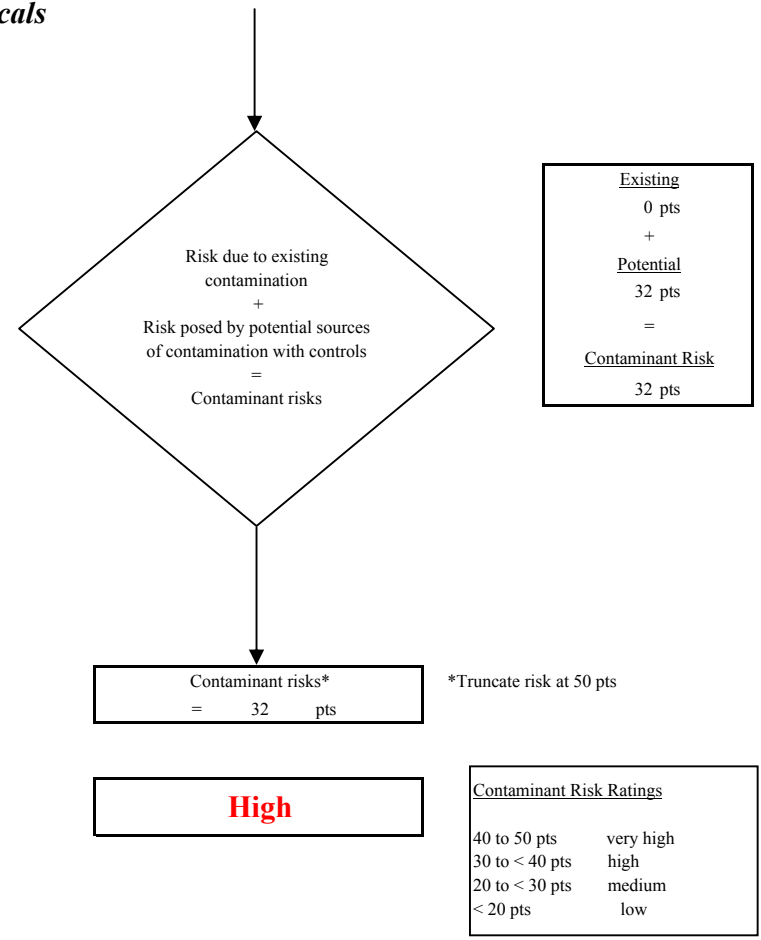 cals
Risk due to existing
contamination
+
Risk posed by potential sources
of contamination with controls
=
Contaminant risks
Existing
0 pts
+
Potential
32 pts
=
Contaminant Risk
32 pts
Contaminant risks*
= 32 pts
*Truncate risk at 50 pts
High
Contaminant Risk Ratings
40 to 50 pts very high
30 to < 40 pts high
20 to < 30 pts medium
< 20 pts low